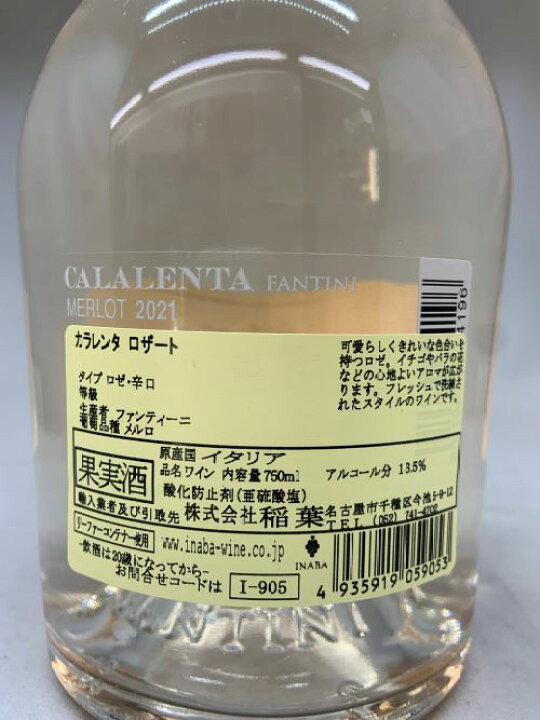 CALALENTA FANTINI
MERLOT 2021
4196
カラレンタ ロザート
可愛らしくきれいな色合いを
持つロゼ。イチゴやバラの花
などの心地よいアロマが広が
ります。フレッシュで洗練さ
れたスタイルのワインです。
タイプ ロゼ・辛口
等級
生産者 ファンティーニ
葡萄品種 メルロ
果実酒
原産国 イタリア
品名 ワイン 内容量 750ml アルコール分 13.5%
酸化防止剤(亜硫酸塩)
輸入業者及び引取先 株式会社 稲葉
名古屋市千種区今池5-9-12
TEL (052) 741-4702
リーファーコンテナー使用
www.inaba-wine.co.jp
INABA
-飲酒は20歳になってから-
お問合せコードは I-905
4 935919 059053
FANTINI